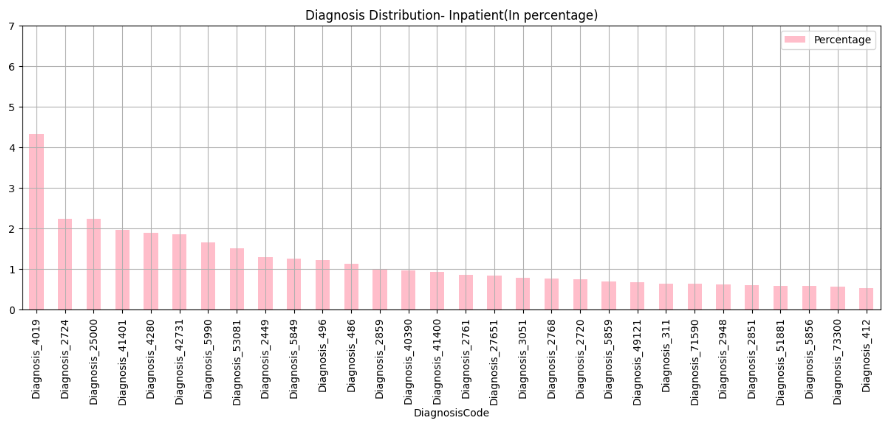 Diagnosis Distribution- Inpatient(In percentage)
Percentage
7
6
5
4
3
2
1
0
Diagnosis_4019
Diagnosis_2724
Diagnosis_25000
Diagnosis_41401
Diagnosis_4280
Diagnosis_42731
Diagnosis_5990
Diagnosis_53081
Diagnosis_2449
Diagnosis_5849
Diagnosis_496
Diagnosis_486
Diagnosis_2859
Diagnosis_40390
Diagnosis_41400
Diagnosis_2761
Diagnosis_27651
Diagnosis_3051
Diagnosis_2768
Diagnosis_2720
Diagnosis_5859
Diagnosis_49121
Diagnosis_311
Diagnosis_71590
Diagnosis_2948
Diagnosis_2851
Diagnosis_51881
Diagnosis_5856
Diagnosis_73300
Diagnosis_412
DiagnosisCode